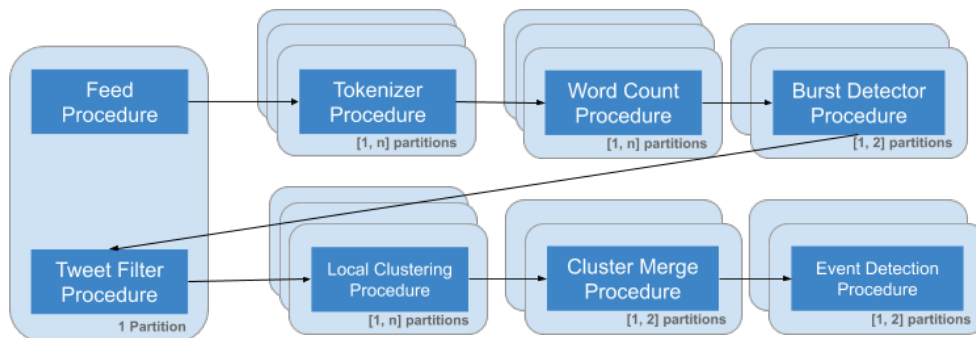 Feed
Procedure
Tokenizer
Procedure
[1, n] partitions
Word Count
Procedure
[1, n] partitions
Burst Detector
Procedure
[1, 2] partitions
Tweet Filter
Procedure
1 Partition
Local Clustering
Procedure
[1, n] partitions
Cluster Merge
Procedure
[1, 2] partitions
Event Detection
Procedure
[1, 2] partitions